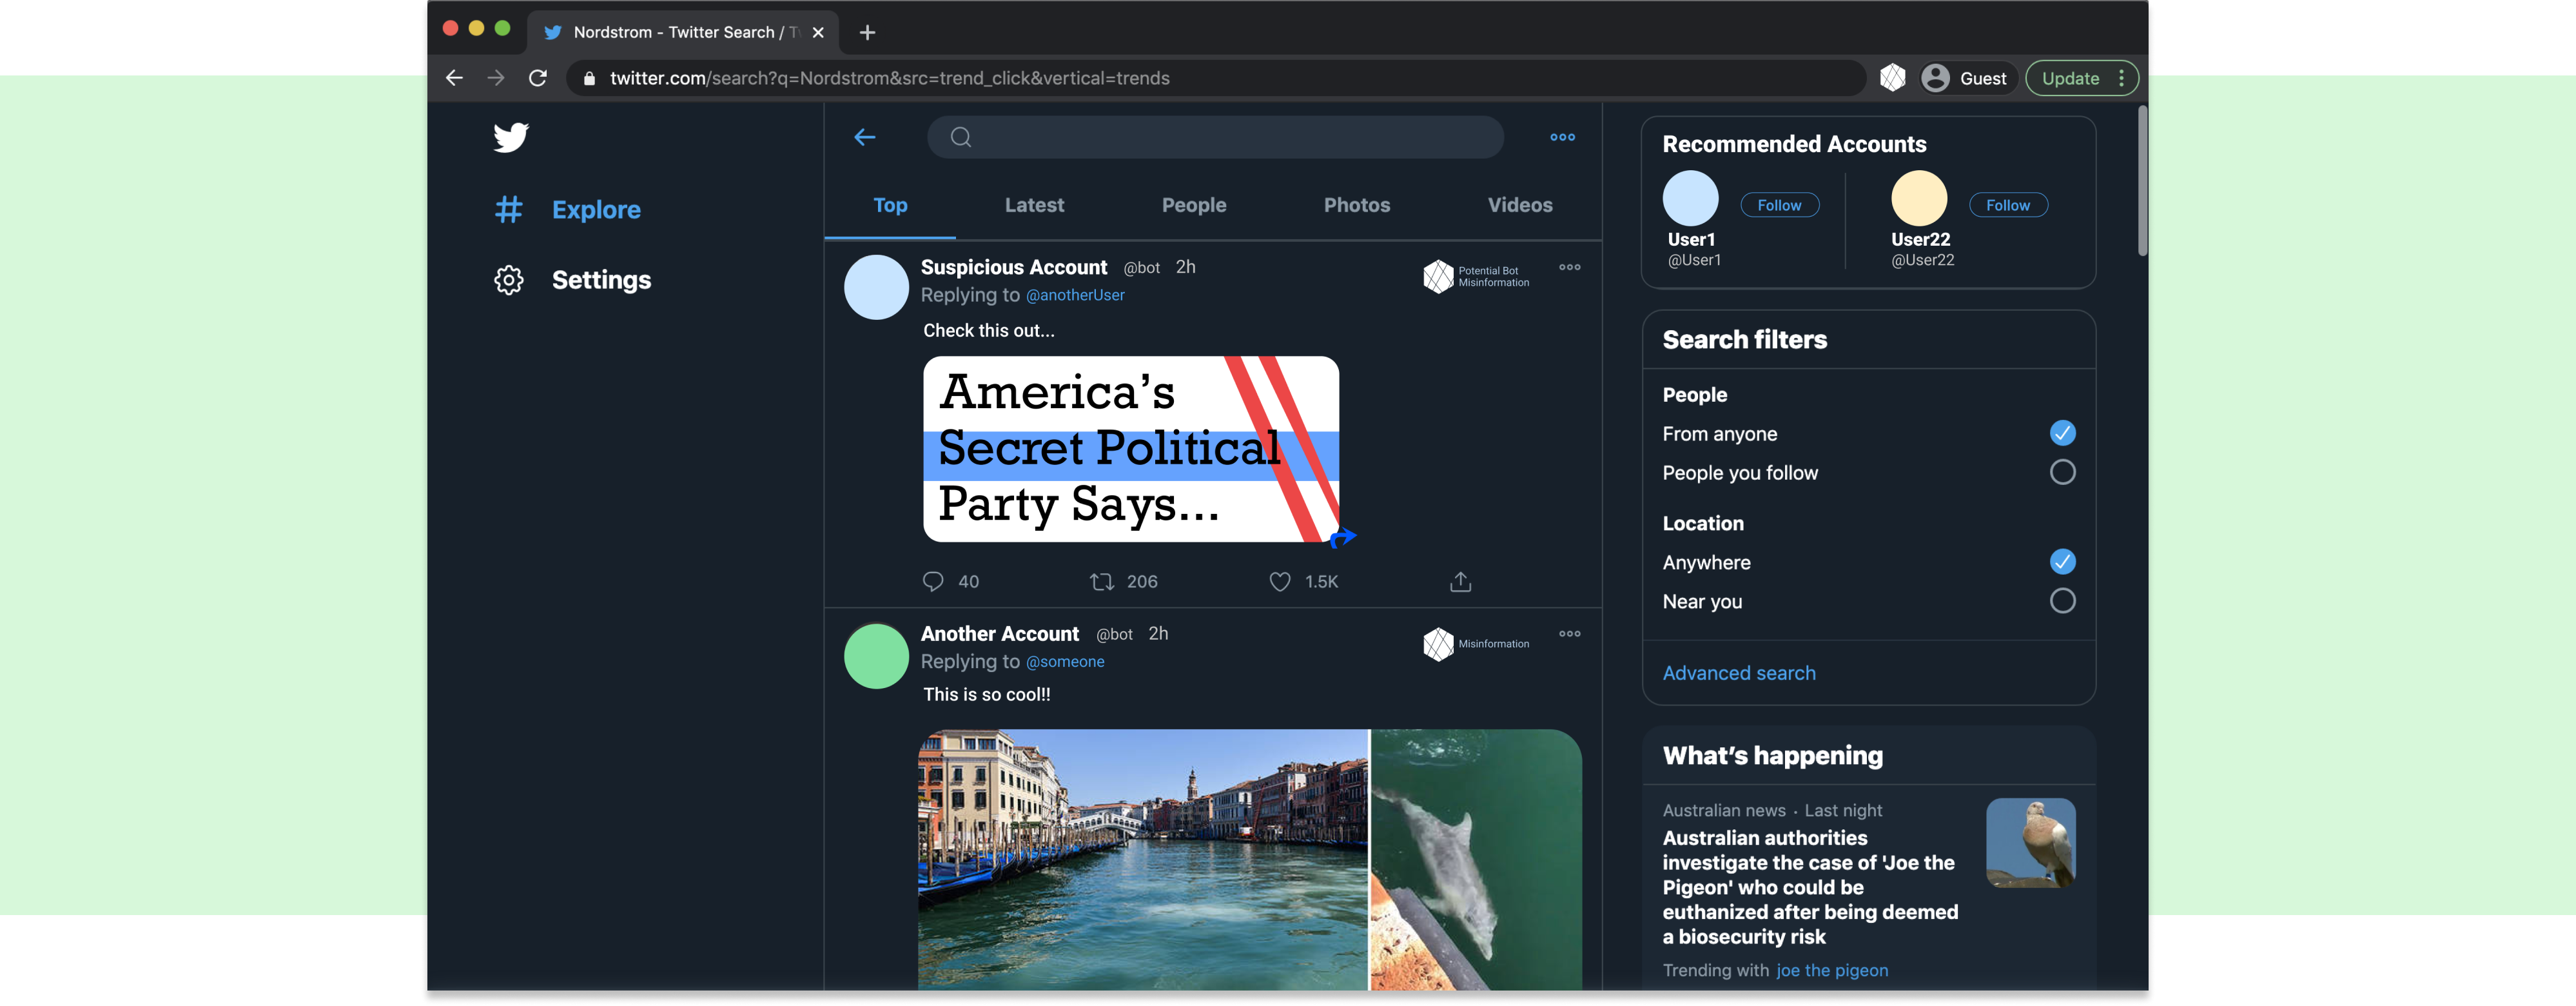 Nordstrom - Twitter Search /
twitter.com/search?q=Nordstrom&src=trend_click&vertical=trends
Guest
Update
Explore
Settings
Top
Latest
People
Photos
Videos
Suspicious Account @bot 2h
Replying to @anotherUser
Potential Bot
Misinformation
Check this out...
America’s
Secret Political
Party Says...
40
206
1.5K
Another Account @bot 2h
Replying to @someone
Misinformation
This is so cool!!
Recommended Accounts
Follow
Follow
User1
@User1
User22
@User22
Search filters
People
From anyone
People you follow
Location
Anywhere
Near you
Advanced search
What’s happening
Australian news · Last night
Australian authorities
investigate the case of 'Joe the
Pigeon' who could be
euthanized after being deemed
a biosecurity risk
Trending with joe the pigeon